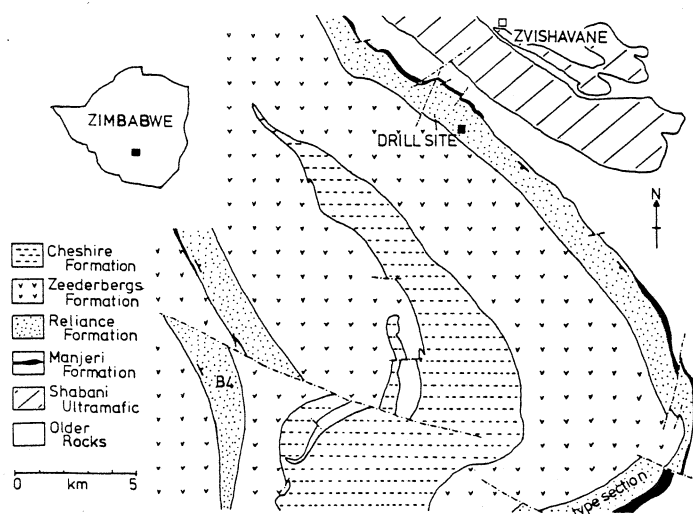 ZVISHAVANE
ZIMBABWE
DRILL SITE
N
Cheshire
Formation
Zeederbergs
Formation
Reliance
Formation
Manjeri
Formation
Shabani
Ultramafic
Older
Rocks
B4
0 km 5
type section